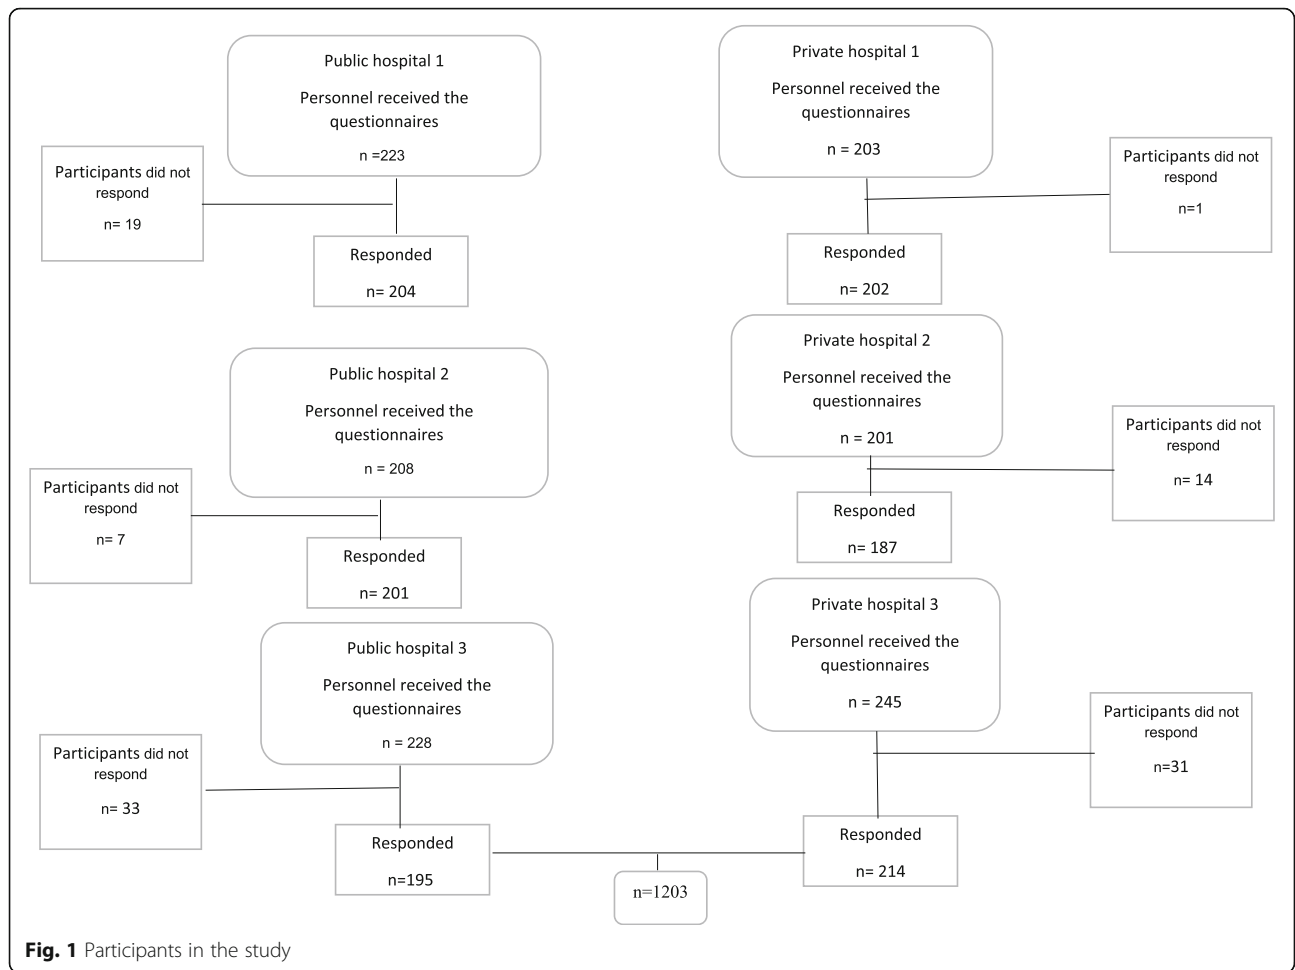 Public hospital 1
Personnel received the
questionnaires
n =223
Participants did not
respond
n= 19
Responded
n= 204
Public hospital 2
Personnel received the
questionnaires
n = 208
Participants did not
respond
n= 7
Responded
n= 201
Public hospital 3
Personnel received the
questionnaires
n = 228
Participants did not
respond
n= 33
Responded
n=195
Private hospital 1
Personnel received the
questionnaires
n = 203
Participants did not
respond
n=1
Responded
n= 202
Private hospital 2
Personnel received the
questionnaires
n = 201
Participants did not
respond
n= 14
Responded
n= 187
Private hospital 3
Personnel received the
questionnaires
n = 245
Participants did not
respond
n=31
Responded
n= 214
n=1203
Fig. 1 Participants in the study